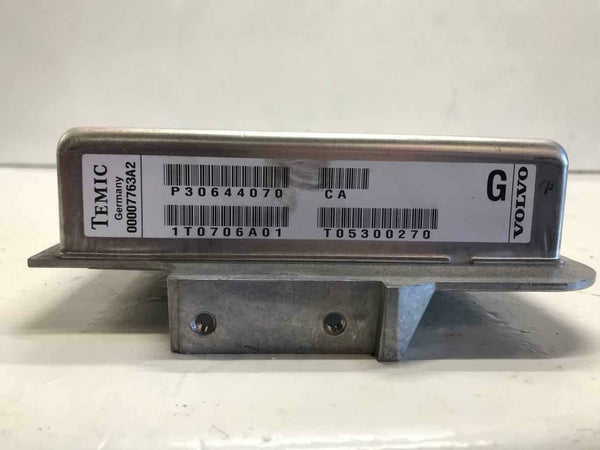 TEMIC
Germany
00007763A2
P30644070
CA
1T0706A01
T05300270
G
VOLVO